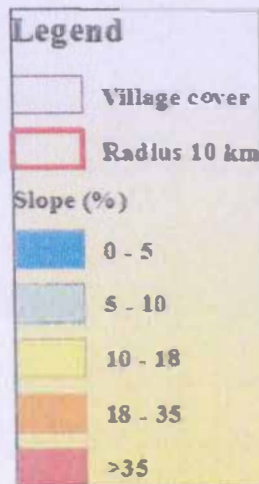 Legend
Village cover
Radius 10 km
Slope (%)
0 - 5
5 - 10
10 - 18
18 - 35
>35